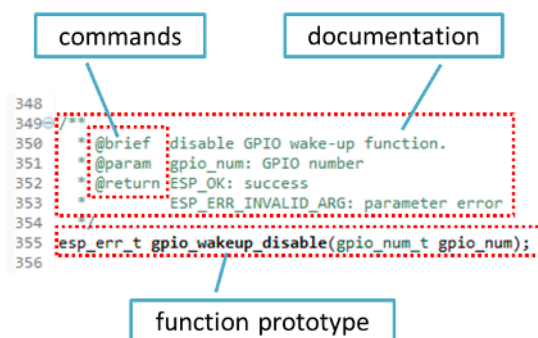 commands documentation
348
349 /**
350 * @brief disable GPIO wake-up function.
351 * @param gpio_num: GPIO number
352 * @return ESP_OK: success
353 * ESP_ERR_INVALID_ARG: parameter error
354 */
355 esp_err_t gpio_wakeup_disable(gpio_num_t gpio_num);
356
function prototype